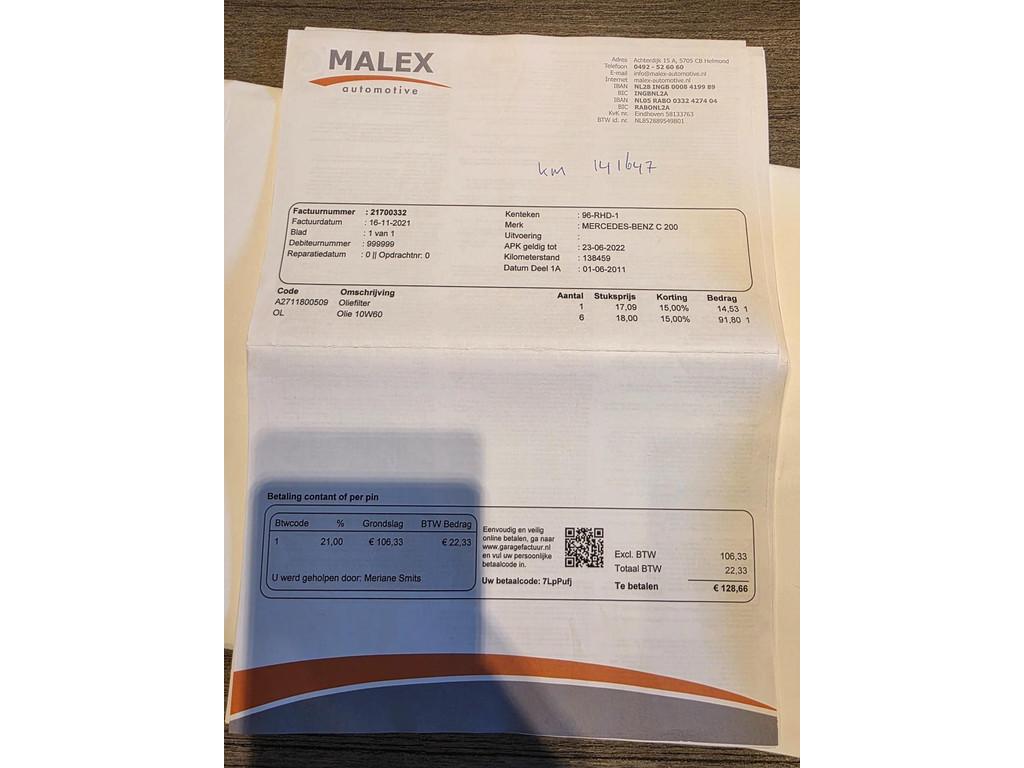 MALEX
automotive
Adres Achterdijk 15 A, 5705 CB Helmond
Telefoon 0492 - 52 60 60
E-mail info@malex-automotive.nl
Internet malex-automotive.nl
IBAN NL28 INGB 0008 4199 89
BIC INGBNL2A
IBAN NL05 RABO 0332 4274 04
BIC RABONL2A
KvK nr. Eindhoven 58133763
BTW id. nr. NL852889549B01
km 141647
Factuurnummer : 21700332
Factuurdatum : 16-11-2021
Blad : 1 van 1
Debiteurnummer : 999999
Reparatiedatum : 0 || Opdrachtnr: 0
Kenteken : 96-RHD-1
Merk : MERCEDES-BENZ C 200
Uitvoering :
APK geldig tot : 23-06-2022
Kilometerstand : 138459
Datum Deel 1A : 01-06-2011
Code Omschrijving Aantal Stuksprijs Korting Bedrag
A2711800509 Oliefilter 1 17,09 15,00% 14,53 1
OL Olie 10W60 6 18,00 15,00% 91,80 1
Betaling contant of per pin
Btwcode % Grondslag BTW Bedrag
1 21,00 € 106,33 € 22,33
U werd geholpen door: Meriane Smits
Eenvoudig en veilig
online betalen, ga naar
www.garagefactuur.nl
en vul uw persoonlijke
betaalcode in.
Uw betaalcode: 7LpPufj
Excl. BTW 106,33
Totaal BTW 22,33
Te betalen € 128,66